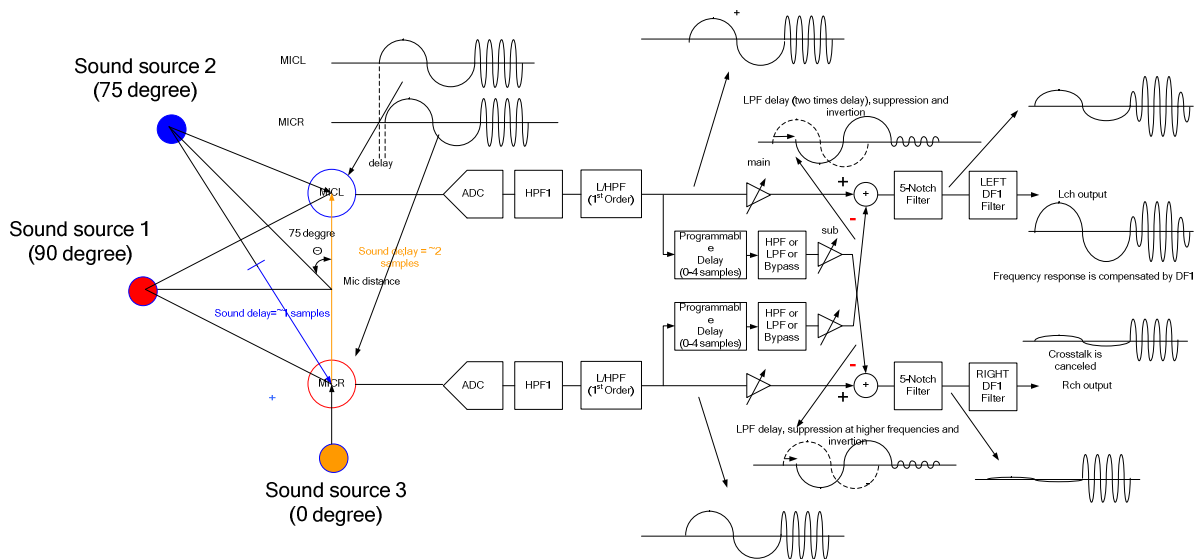 Sound source 2
(75 degree)
Sound source 1
(90 degree)
Sound source 3
(0 degree)
MICL
MICR
delay
MICL
75 deggre
Θ
Sound delay = ~2
samples
Mic distance
Sound delay=~1 samples
MICR
+
ADC
HPF1
L/HPF
(1st Order)
+
LPF delay (two times delay), suppression and
invertion
main
sub
Programmabl
e
Delay
(0-4 samples)
HPF or
LPF or
Bypass
+
-
+
5-Notch
Filter
LEFT
DF1
Filter
Lch output
Frequency response is compensated by DF1
Programmabl
e
Delay
(0-4 samples)
HPF or
LPF or
Bypass
ADC
HPF1
L/HPF
(1st Order)
-
+
+
5-Notch
Filter
RIGHT
DF1
Filter
Crosstalk is
canceled
Rch output
LPF delay, suppression at higher frequencies and
invertion